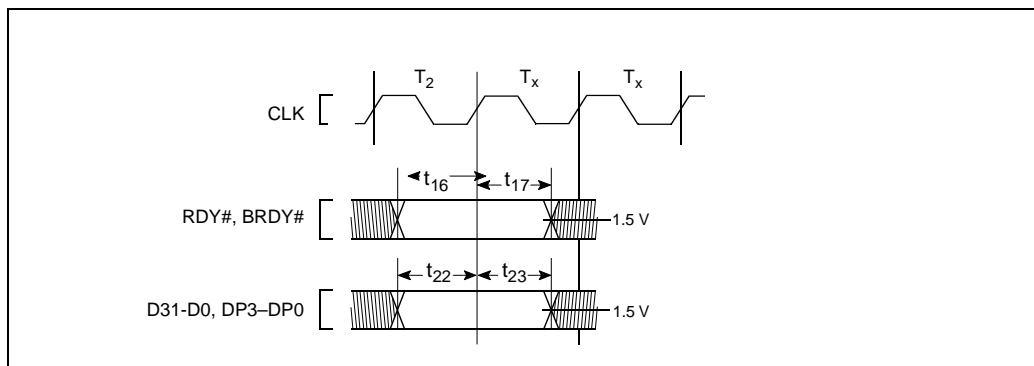 T2 Tx Tx
CLK
t16 t17
RDY#, BRDY#
1.5 V
t22 t23
D31-D0, DP3–DP0
1.5 V